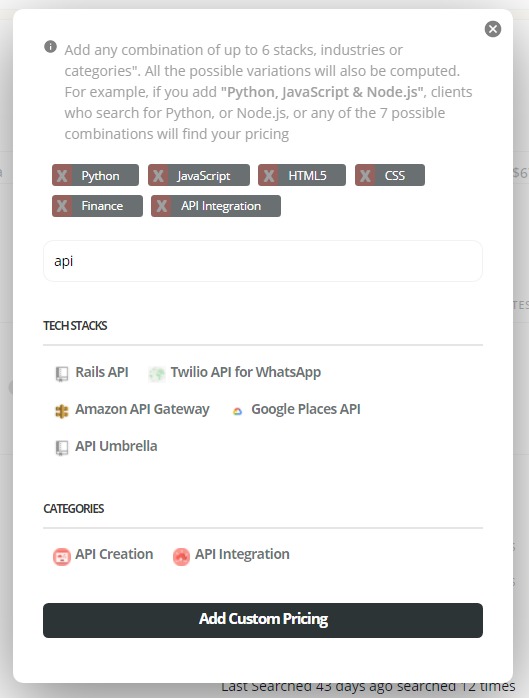 Add any combination of up to 6 stacks, industries or
categories". All the possible variations will also be computed.
For example, if you add "Python, JavaScript & Node.js", clients
who search for Python, or Node.js, or any of the 7 possible
combinations will find your pricing
X Python X JavaScript X HTML5 X CSS
X Finance X API Integration
api
TECH STACKS
Rails API Twilio API for WhatsApp
Amazon API Gateway Google Places API
API Umbrella
CATEGORIES
API Creation API Integration
Add Custom Pricing
Last Searched 43 days ago searched 12 times